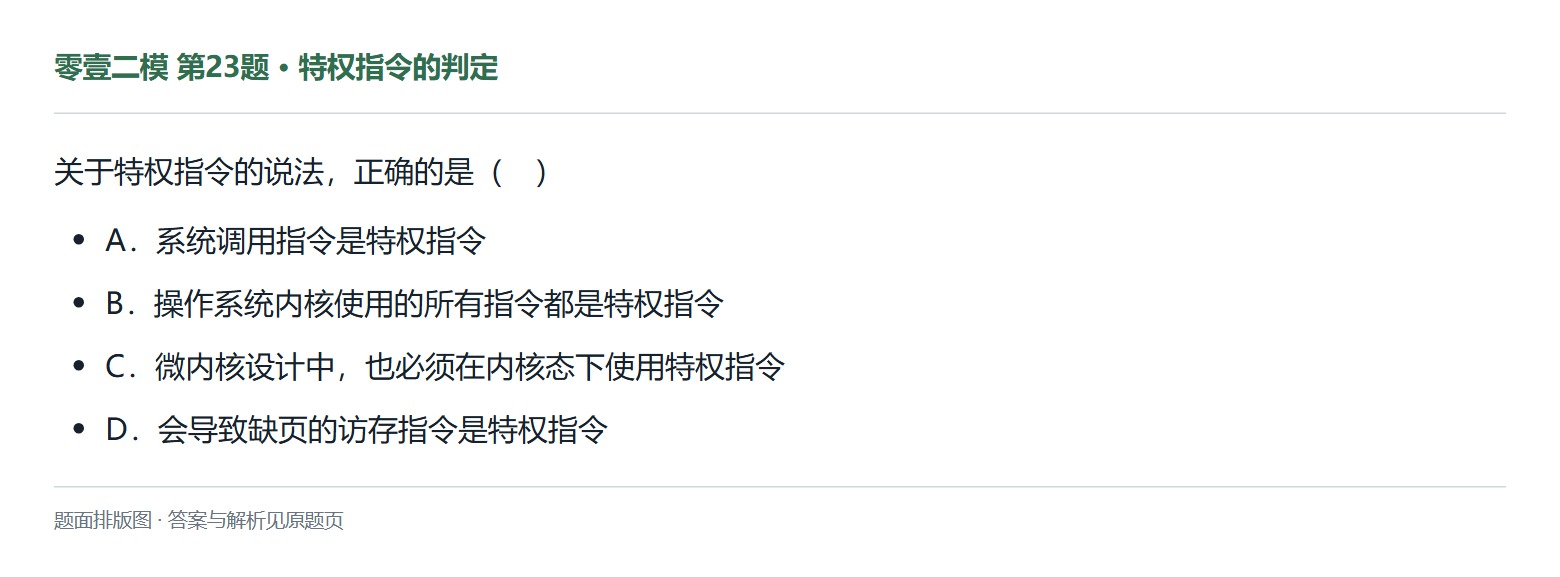 零壹二模 第23题 · 特权指令的判定
关于特权指令的说法，正确的是（　）
• A．系统调用指令是特权指令
• B．操作系统内核使用的所有指令都是特权指令
• C．微内核设计中，也必须在内核态下使用特权指令
• D．会导致缺页的访存指令是特权指令
题面排版图 · 答案与解析见原题页